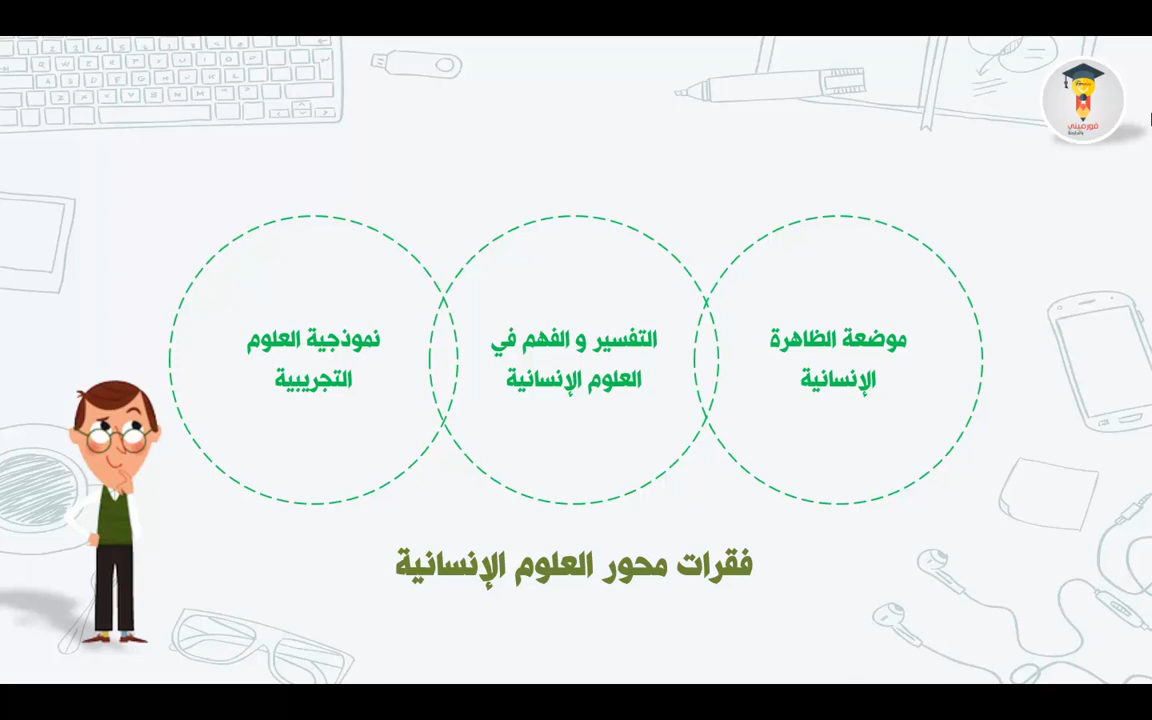 موضعة الظاهرة
الإنسانية
التفسير و الفهم في
العلوم الإنسانية
نموذجية العلوم
التجريبية
فقرات محور العلوم الإنسانية